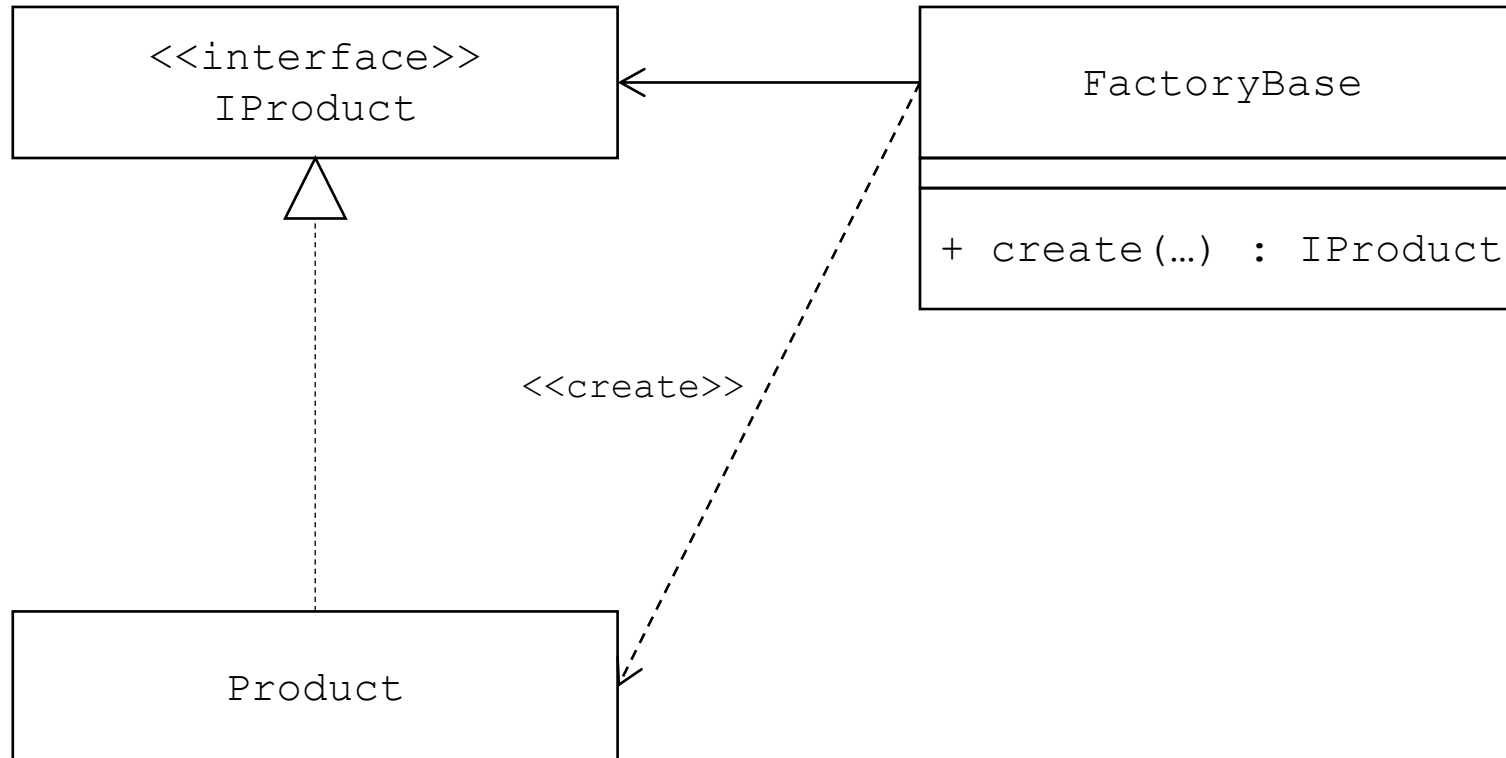 <<interface>>
IProduct
FactoryBase
+ create(…) : IProduct
<<create>>
Product